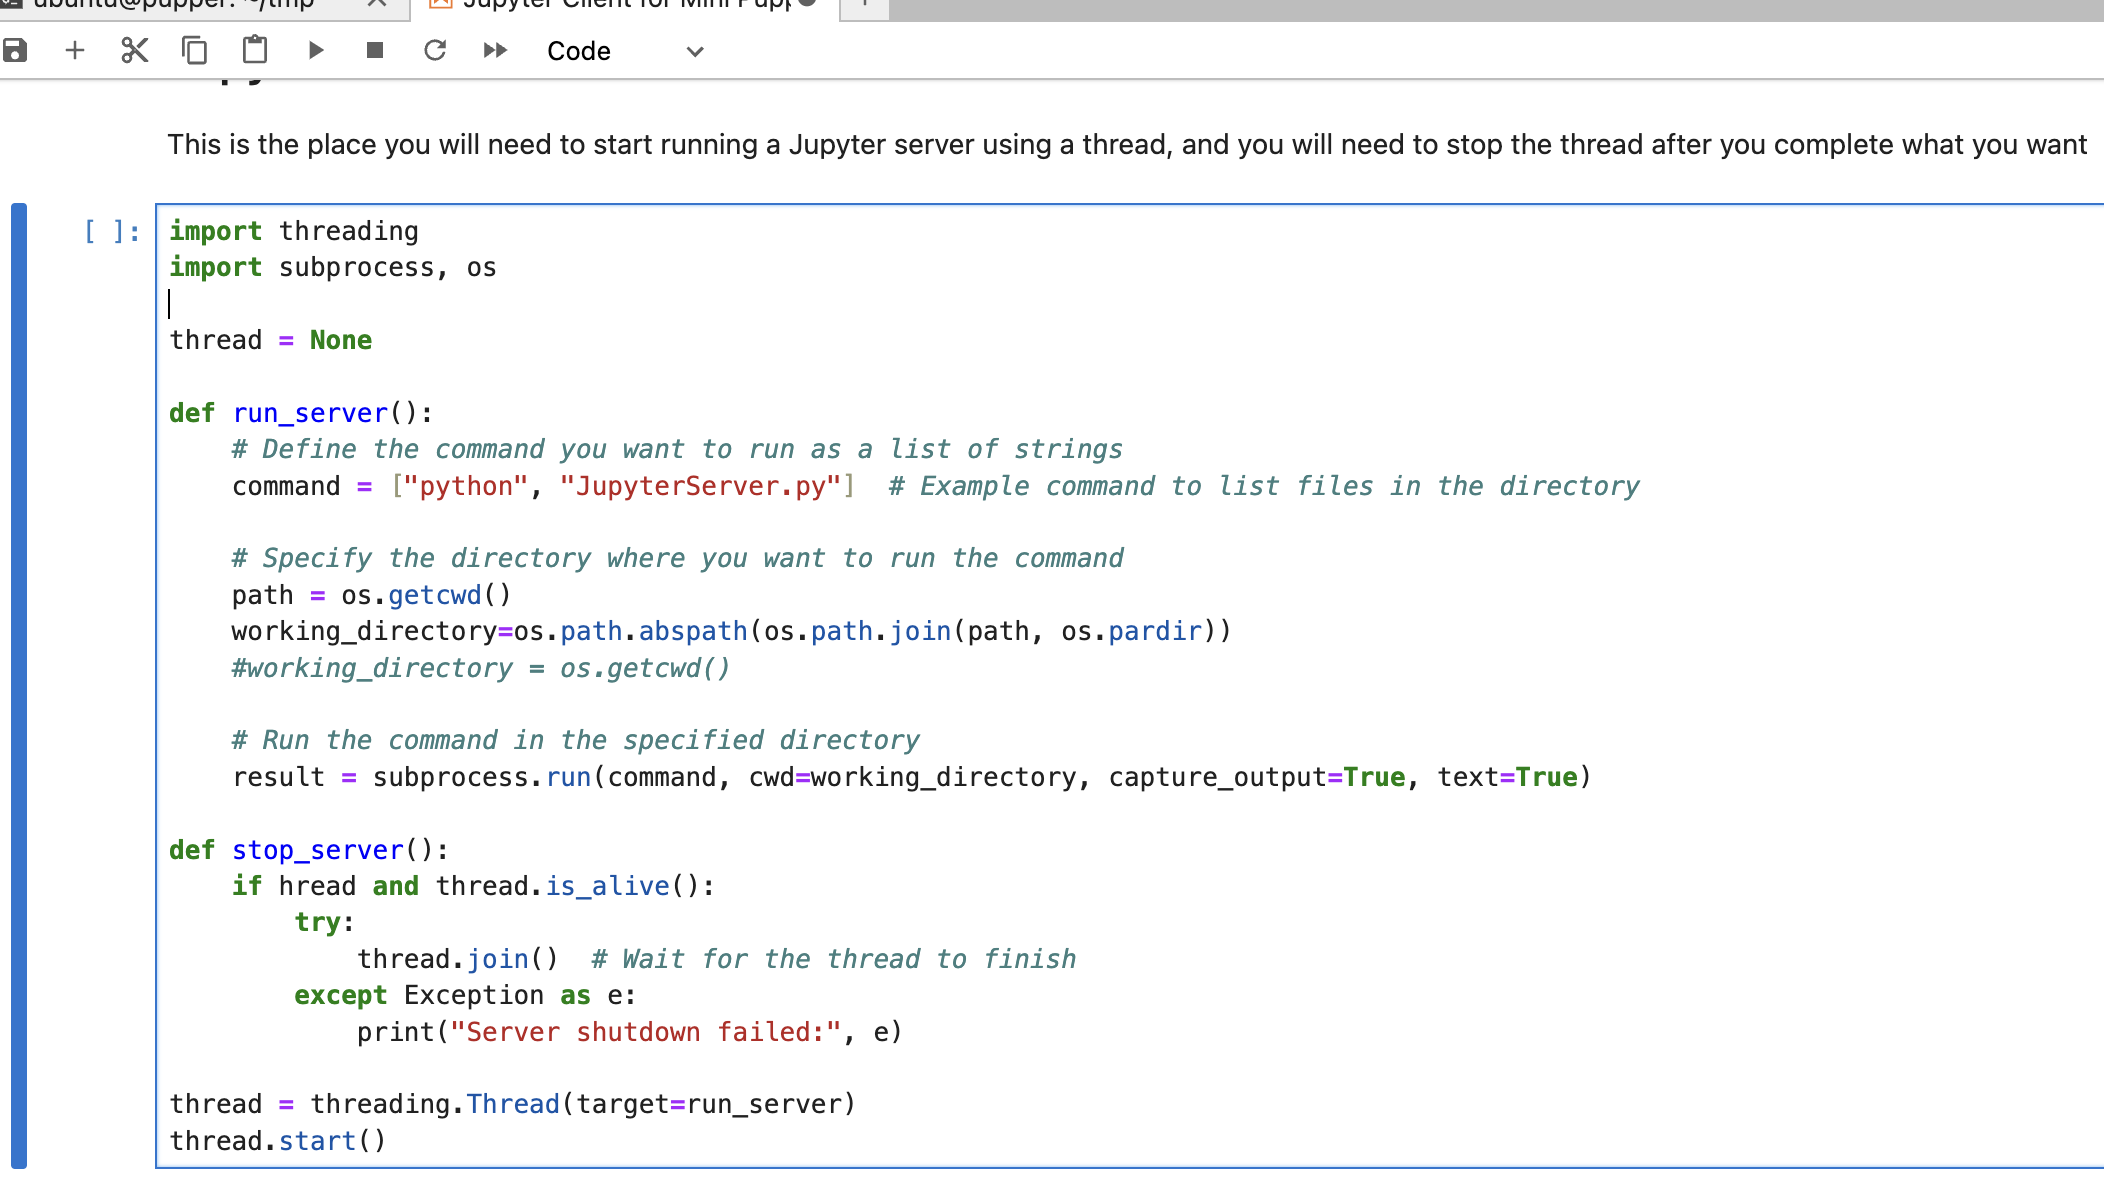 ubuntu@pupper: ~/tmp
Jupyter Client for Mini Pupp
Code
This is the place you will need to start running a Jupyter server using a thread, and you will need to stop the thread after you complete what you want
[ ]:
import threading
import subprocess, os
thread = None
def run_server():
# Define the command you want to run as a list of strings
command = ["python", "JupyterServer.py"]  # Example command to list files in the directory
# Specify the directory where you want to run the command
path = os.getcwd()
working_directory=os.path.abspath(os.path.join(path, os.pardir))
#working_directory = os.getcwd()
# Run the command in the specified directory
result = subprocess.run(command, cwd=working_directory, capture_output=True, text=True)
def stop_server():
if hread and thread.is_alive():
try:
thread.join()  # Wait for the thread to finish
except Exception as e:
print("Server shutdown failed:", e)
thread = threading.Thread(target=run_server)
thread.start()